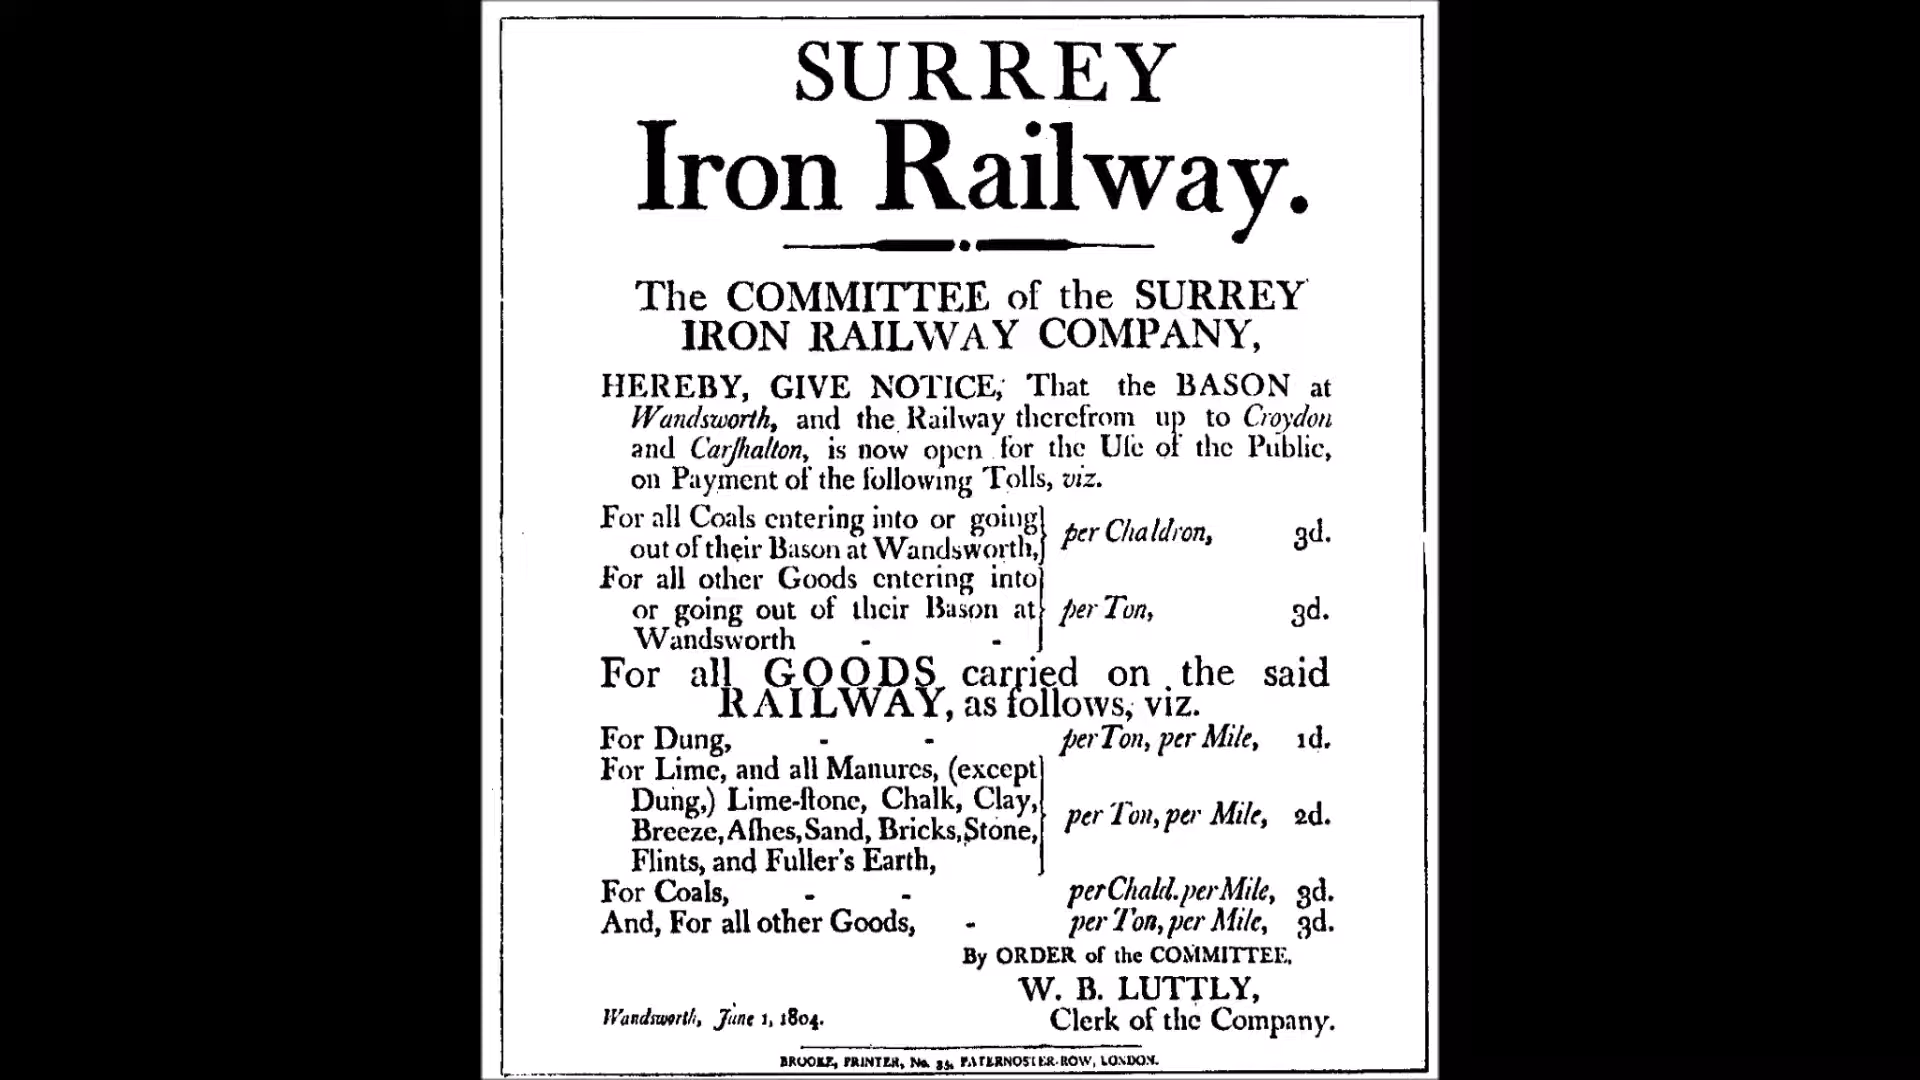 SURREY
Iron Railway.
The COMMITTEE of the SURREY
IRON RAILWAY COMPANY,
HEREBY, GIVE NOTICE, That the BASON at
Wandsworth, and the Railway therefrom up to Croydon
and Carſhalton, is now open for the Uſe of the Public,
on Payment of the following Tolls, viz.
For all Coals entering into or going
out of their Bason at Wandsworth, per Chaldron, 3d.
For all other Goods entering into
or going out of their Bason at per Ton, 3d.
Wandsworth - -
For all GOODS carried on the said
RAILWAY, as follows, viz.
For Dung, - - per Ton, per Mile, 1d.
For Lime, and all Manures, (except
Dung,) Lime-ſtone, Chalk, Clay,
Breeze, Aſhes, Sand, Bricks, Stone, per Ton, per Mile, 2d.
Flints, and Fuller's Earth,
For Coals, - - per Chald. per Mile, 3d.
And, For all other Goods, - per Ton, per Mile, 3d.
By ORDER of the COMMITTEE,
W. B. LUTTLY,
Wandsworth, June 1, 1804. Clerk of the Company.
BROOKE, PRINTER, No. 35, PATERNOSTER-ROW, LONDON.